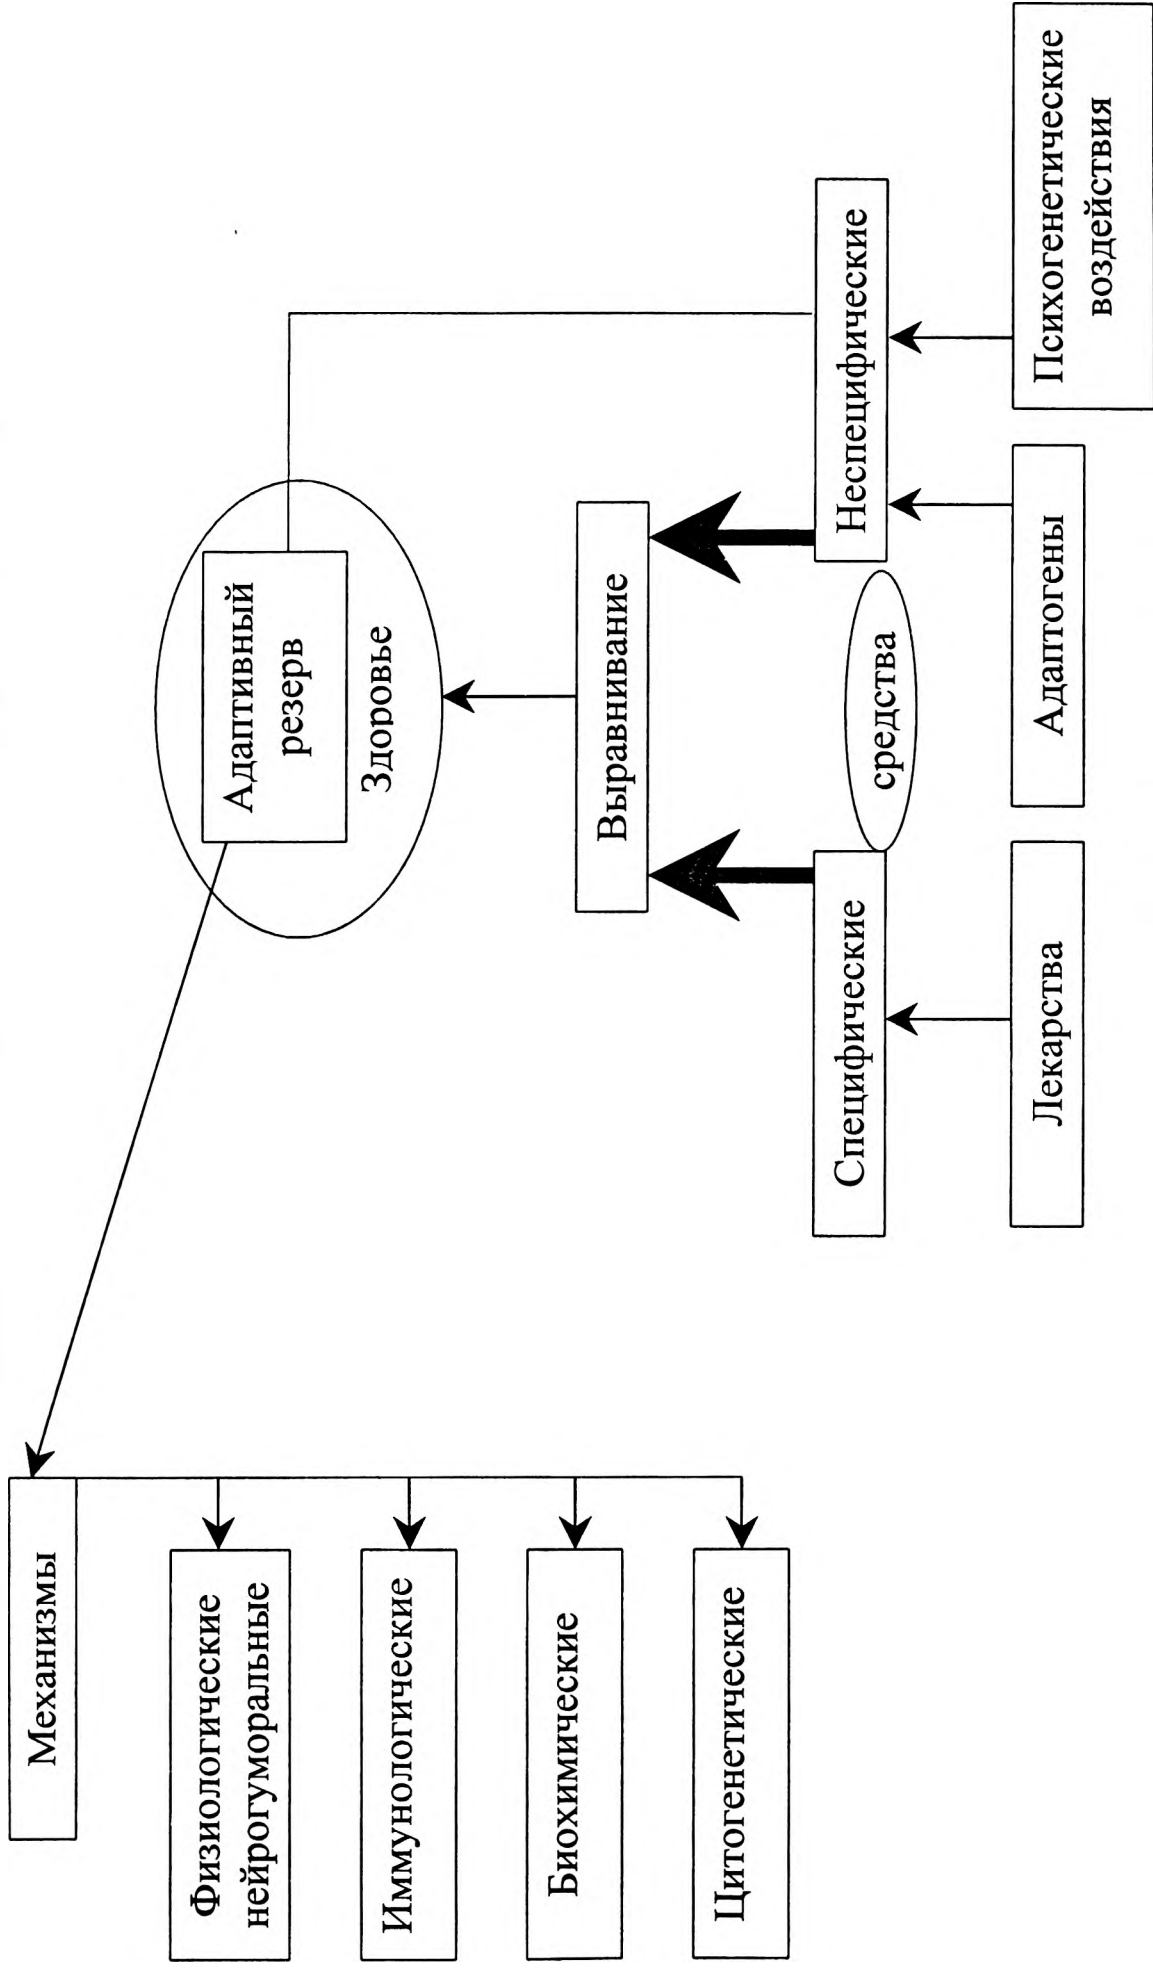 Механизмы
Физиологические
нейрогуморальные
Иммунологические
Биохимические
Цитогенетические
Адаптивный
резерв
Здоровье
Выравнивание
Специфические
средства
Неспецифические
Лекарства
Адаптогены
Психогенетические
воздействия